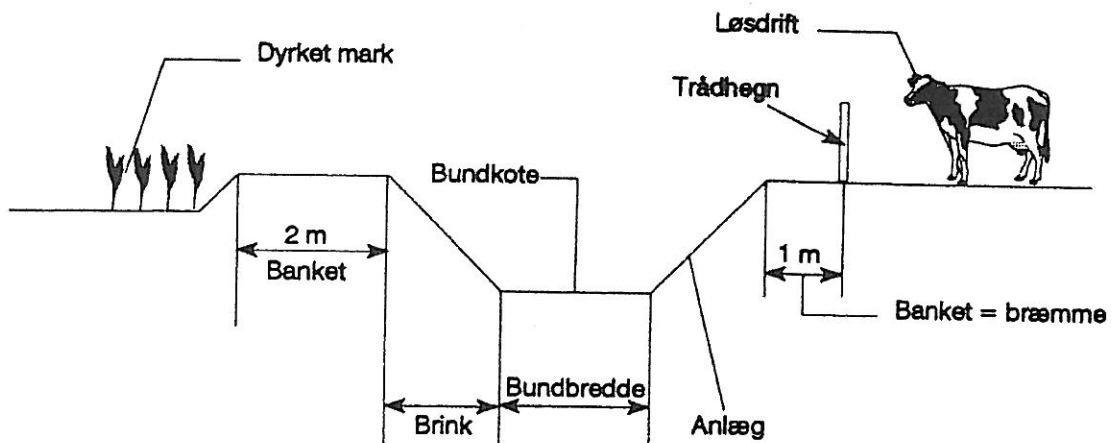 Løsdrift
Dyrket mark
Trådhegn
Bundkote
2 m
Banket
1 m
Banket = bræmme
Bundbredde
Brink
Anlæg